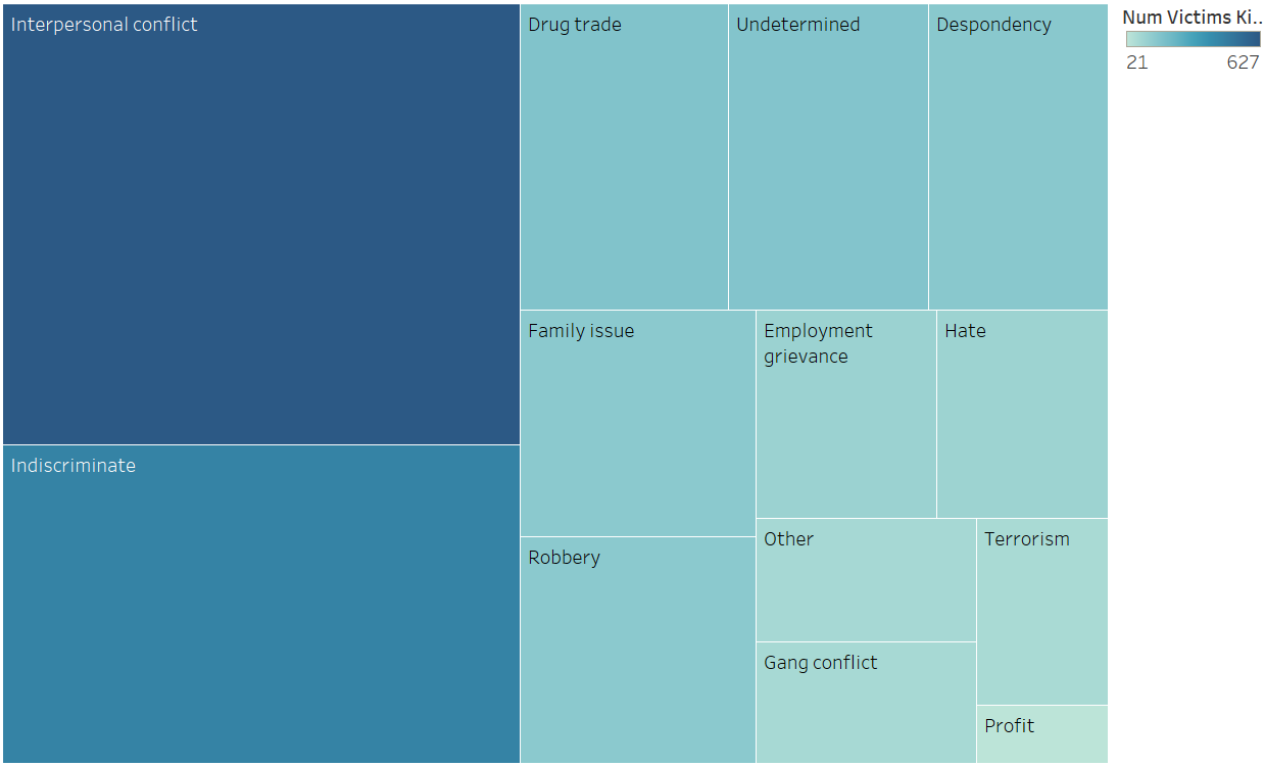 Interpersonal conflict
Drug trade
Undetermined
Despondency
Num Victims Ki..
21
627
Family issue
Employment
grievance
Hate
Indiscriminate
Other
Terrorism
Robbery
Gang conflict
Profit